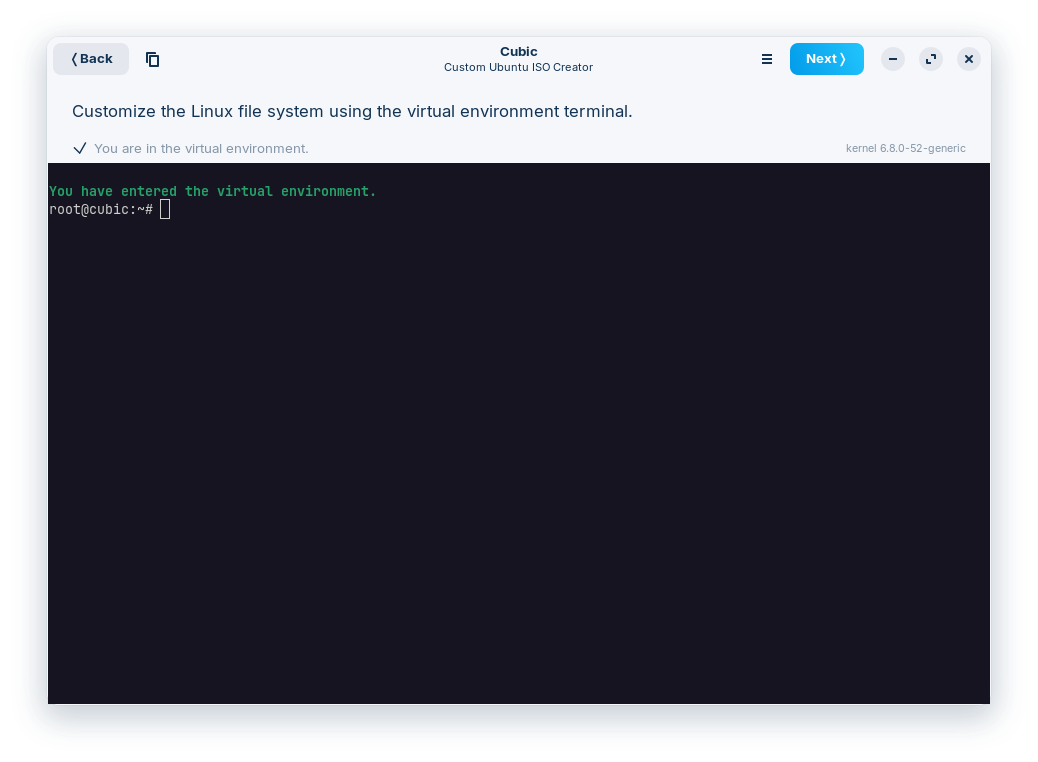 ❬Back
Cubic
Custom Ubuntu ISO Creator
Next❭
Customize the Linux file system using the virtual environment terminal.
You are in the virtual environment.
kernel 6.8.0-52-generic
You have entered the virtual environment.
root@cubic:~#